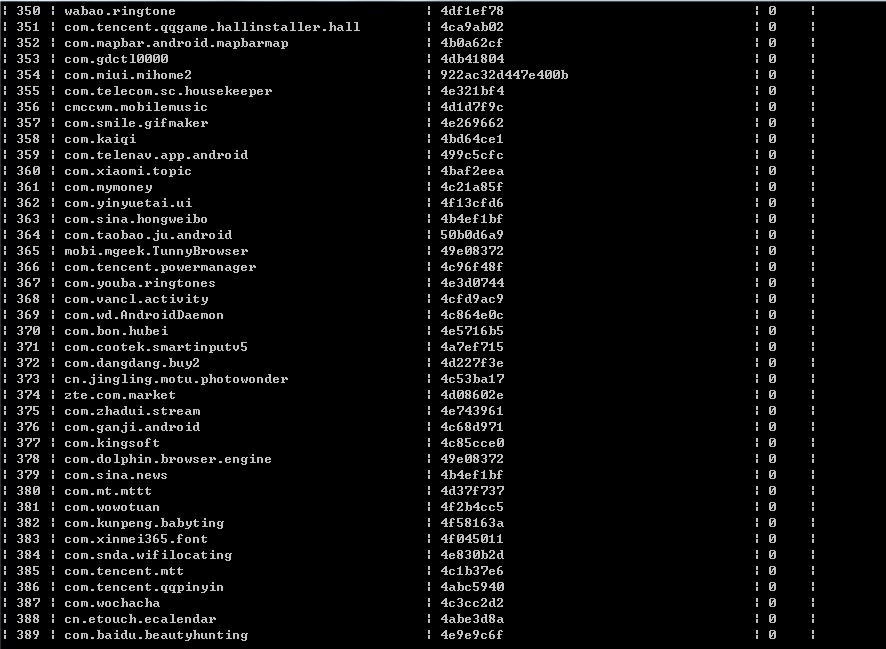 ¦ 350 ¦ wabao.ringtone ¦ 4df1ef78 ¦ 0 ¦
¦ 351 ¦ com.tencent.qqgame.hallinstaller.hall ¦ 4ca9ab02 ¦ 0 ¦
¦ 352 ¦ com.mapbar.android.mapbarmap ¦ 4b0a62cf ¦ 0 ¦
¦ 353 ¦ com.gdctl0000 ¦ 4db41804 ¦ 0 ¦
¦ 354 ¦ com.miui.mihome2 ¦ 922ac32d447e400b ¦ 0 ¦
¦ 355 ¦ com.telecom.sc.housekeeper ¦ 4e321bf4 ¦ 0 ¦
¦ 356 ¦ cmccwm.mobilemusic ¦ 4d1d7f9c ¦ 0 ¦
¦ 357 ¦ com.smile.gifmaker ¦ 4e269662 ¦ 0 ¦
¦ 358 ¦ com.kaiqi ¦ 4bd64ce1 ¦ 0 ¦
¦ 359 ¦ com.telenav.app.android ¦ 499c5cfc ¦ 0 ¦
¦ 360 ¦ com.xiaomi.topic ¦ 4baf2eea ¦ 0 ¦
¦ 361 ¦ com.mymoney ¦ 4c21a85f ¦ 0 ¦
¦ 362 ¦ com.yinyuetai.ui ¦ 4f13cfd6 ¦ 0 ¦
¦ 363 ¦ com.sina.hongweibo ¦ 4b4ef1bf ¦ 0 ¦
¦ 364 ¦ com.taobao.ju.android ¦ 50b0d6a9 ¦ 0 ¦
¦ 365 ¦ mobi.mgeek.TunnyBrowser ¦ 49e08372 ¦ 0 ¦
¦ 366 ¦ com.tencent.powermanager ¦ 4c96f48f ¦ 0 ¦
¦ 367 ¦ com.youba.ringtones ¦ 4e3d0744 ¦ 0 ¦
¦ 368 ¦ com.vancl.activity ¦ 4cfd9ac9 ¦ 0 ¦
¦ 369 ¦ com.wd.AndroidDaemon ¦ 4c864e0c ¦ 0 ¦
¦ 370 ¦ com.bon.hubei ¦ 4e5716b5 ¦ 0 ¦
¦ 371 ¦ com.cootek.smartinputv5 ¦ 4a7ef715 ¦ 0 ¦
¦ 372 ¦ com.dangdang.buy2 ¦ 4d227f3e ¦ 0 ¦
¦ 373 ¦ cn.jingling.motu.photowonder ¦ 4c53ba17 ¦ 0 ¦
¦ 374 ¦ zte.com.market ¦ 4d08602e ¦ 0 ¦
¦ 375 ¦ com.zhadui.stream ¦ 4e743961 ¦ 0 ¦
¦ 376 ¦ com.ganji.android ¦ 4c68d971 ¦ 0 ¦
¦ 377 ¦ com.kingsoft ¦ 4c85cce0 ¦ 0 ¦
¦ 378 ¦ com.dolphin.browser.engine ¦ 49e08372 ¦ 0 ¦
¦ 379 ¦ com.sina.news ¦ 4b4ef1bf ¦ 0 ¦
¦ 380 ¦ com.mt.mttt ¦ 4d37f737 ¦ 0 ¦
¦ 381 ¦ com.wowotuan ¦ 4f2b4cc5 ¦ 0 ¦
¦ 382 ¦ com.kunpeng.babyting ¦ 4f58163a ¦ 0 ¦
¦ 383 ¦ com.xinmei365.font ¦ 4f045011 ¦ 0 ¦
¦ 384 ¦ com.snda.wifilocating ¦ 4e830b2d ¦ 0 ¦
¦ 385 ¦ com.tencent.mtt ¦ 4c1b37e6 ¦ 0 ¦
¦ 386 ¦ com.tencent.qqpinyin ¦ 4abc5940 ¦ 0 ¦
¦ 387 ¦ com.wochacha ¦ 4c3cc2d2 ¦ 0 ¦
¦ 388 ¦ cn.etouch.ecalendar ¦ 4abe3d8a ¦ 0 ¦
¦ 389 ¦ com.baidu.beautyhunting ¦ 4e9e9c6f ¦ 0 ¦